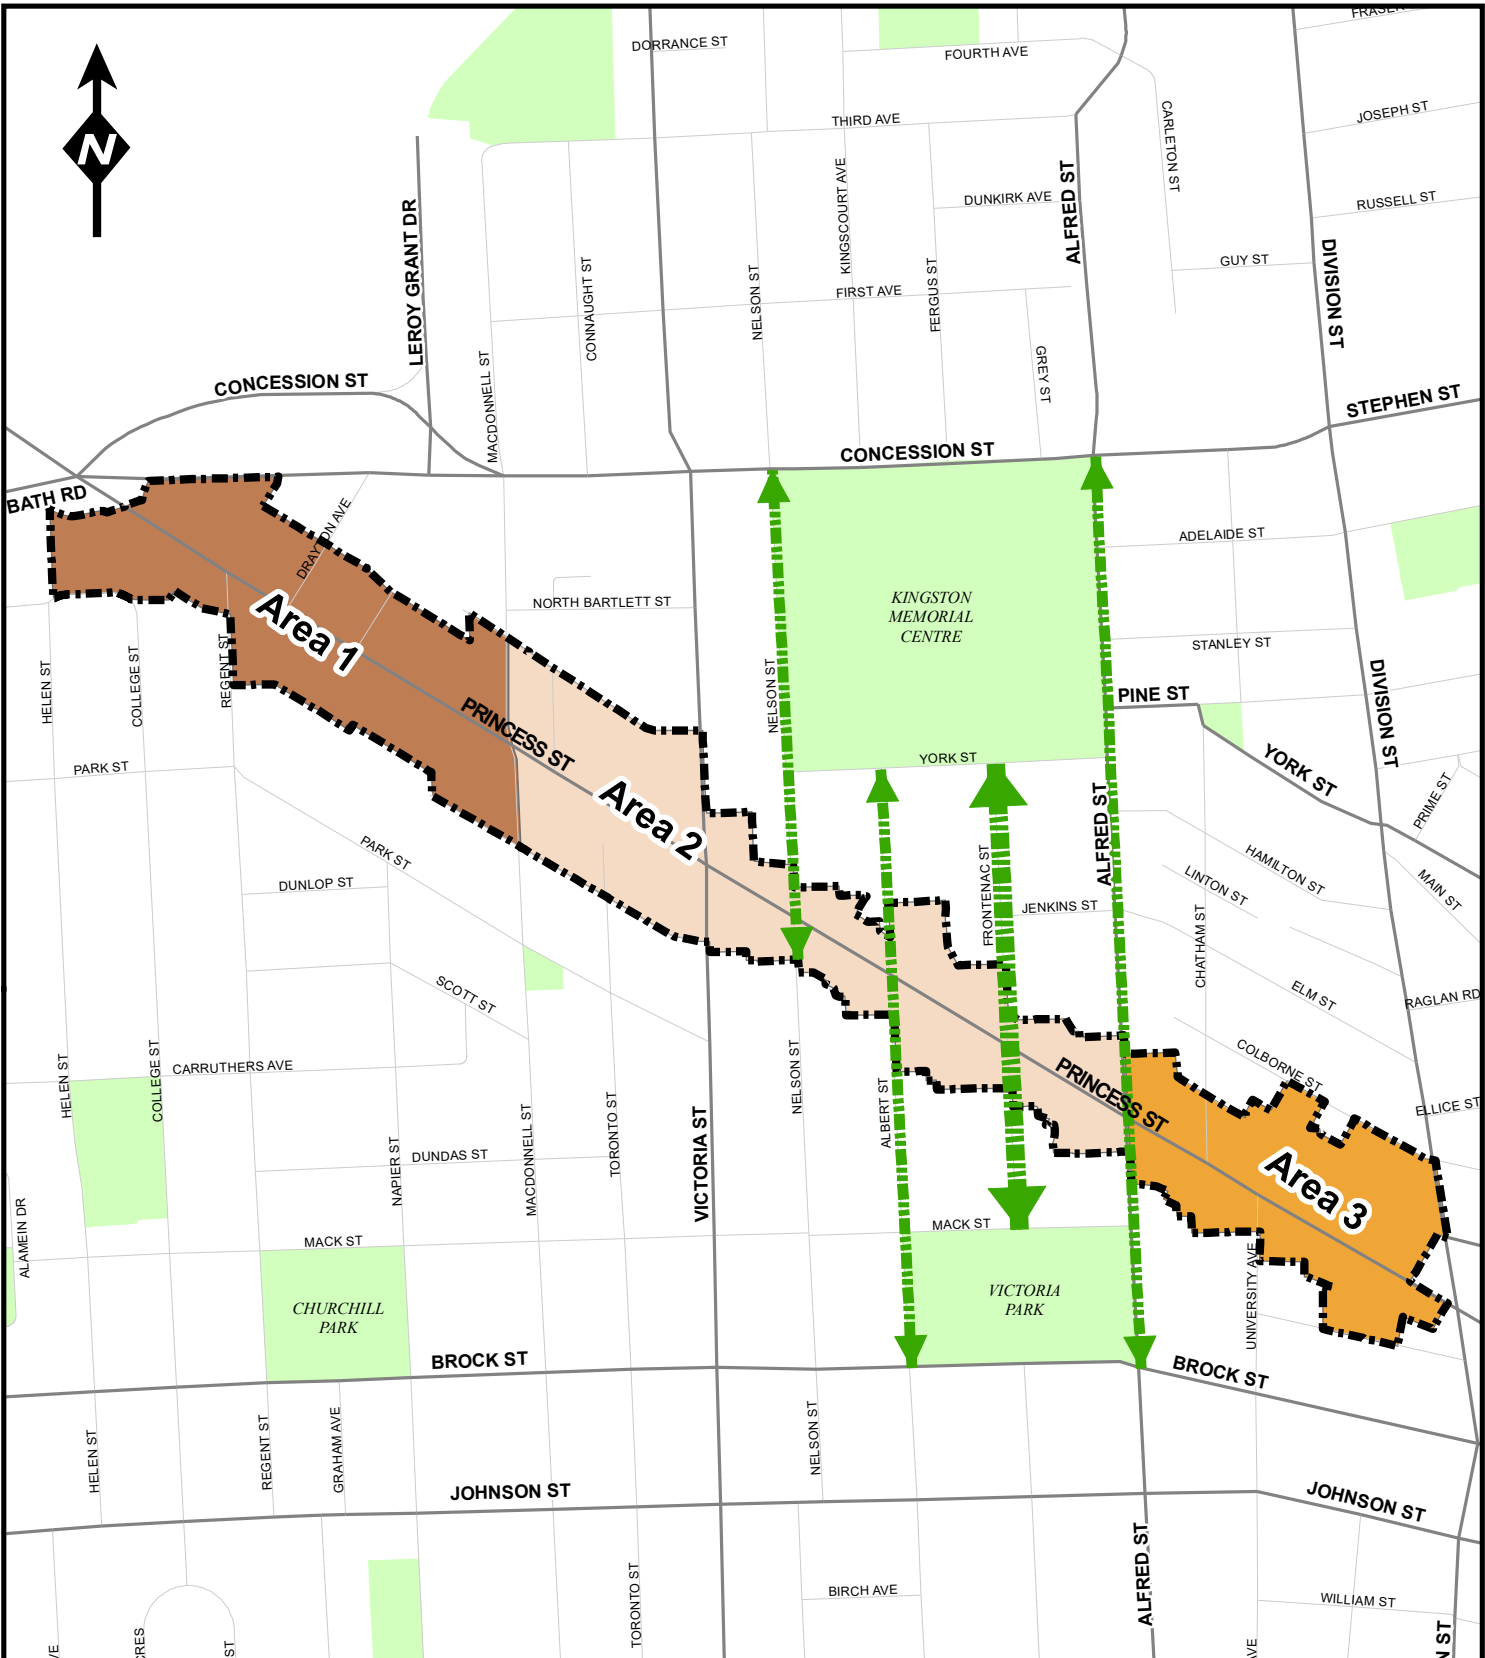 FRASER
DORRANCE ST
FOURTH AVE
THIRD AVE
JOSEPH ST
CARLETON ST
N
KINGSCOURT AVE
ALFRED ST
DUNKIRK AVE
RUSSELL ST
LEROY GRANT DR
CONNAUGHT ST
NELSON ST
FERGUS ST
FIRST AVE
GUY ST
DIVISION ST
MACDONNELL ST
GREY ST
CONCESSION ST
STEPHEN ST
CONCESSION ST
BATH RD
DRAYTON AVE
ADELAIDE ST
NORTH BARTLETT ST
KINGSTON
MEMORIAL
CENTRE
Area 1
STANLEY ST
HELEN ST
COLLEGE ST
REGENT ST
NELSON ST
DIVISION ST
PINE ST
PRINCESS ST
PARK ST
YORK ST
YORK ST
Area 2
PRIME ST
ALFRED ST
PARK ST
DUNLOP ST
FRONTENAC ST
HAMILTON ST
LINTON ST
MAIN ST
JENKINS ST
CHATHAM ST
SCOTT ST
ELM ST
RAGLAN RD
HELEN ST
COLLEGE ST
CARRUTHERS AVE
NELSON ST
ALBERT ST
PRINCESS ST
COLBORNE ST
ELLICE ST
NAPIER ST
DUNDAS ST
MACDONNELL ST
TORONTO ST
VICTORIA ST
Area 3
ALAMEIN DR
MACK ST
MACK ST
UNIVERSITY AVE
CHURCHILL
PARK
VICTORIA
PARK
BROCK ST
BROCK ST
HELEN ST
REGENT ST
GRAHAM AVE
NELSON ST
JOHNSON ST
JOHNSON ST
ALFRED ST
TORONTO ST
BIRCH AVE
WILLIAM ST
VE
CRES
ST
VE
N ST